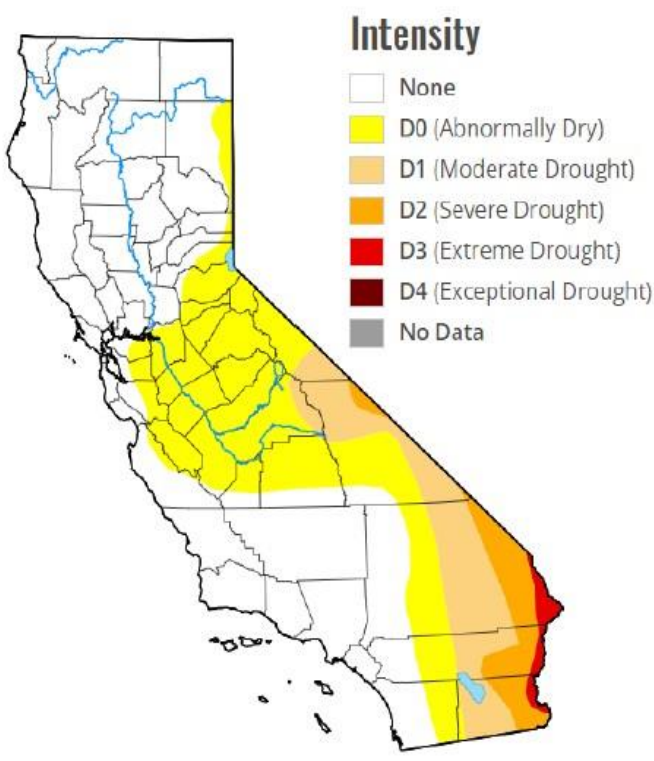 Intensity
None
D0 (Abnormally Dry)
D1 (Moderate Drought)
D2 (Severe Drought)
D3 (Extreme Drought)
D4 (Exceptional Drought)
No Data